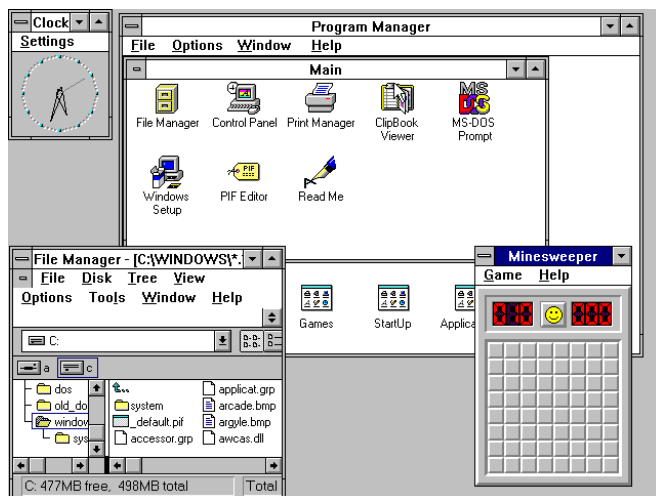 Clock
Settings
Program Manager
File Options Window Help
Main
File Manager
Control Panel
Print Manager
ClipBook
Viewer
MS-DOS
Prompt
MS
DOS
Windows
Setup
PIF Editor
PIF
Read Me
File Manager - [C:\WINDOWS\*.
File Disk Tree View
Options Tools Window Help
C:
a c
dos
old_do
window
sys
applicat.grp
system
arcade.bmp
_default.pif
argyle.bmp
accessor.grp
awcas.dll
C: 477MB free, 498MB total
Total
Games
StartUp
Applica
Minesweeper
Game Help
010
000